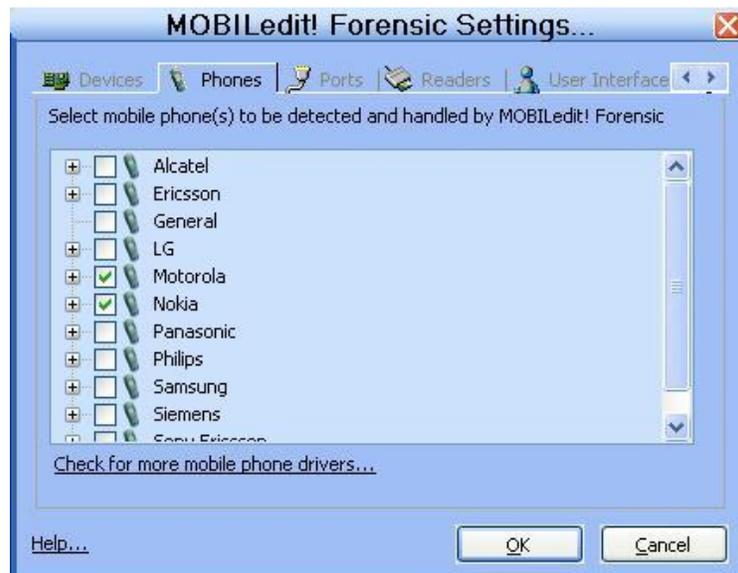 MOBILedit! Forensic Settings...
Devices Phones Ports Readers User Interface
Select mobile phone(s) to be detected and handled by MOBILedit! Forensic
Alcatel
Ericsson
General
LG
Motorola
Nokia
Panasonic
Philips
Samsung
Siemens
Sony Ericsson
Check for more mobile phone drivers...
Help... OK Cancel